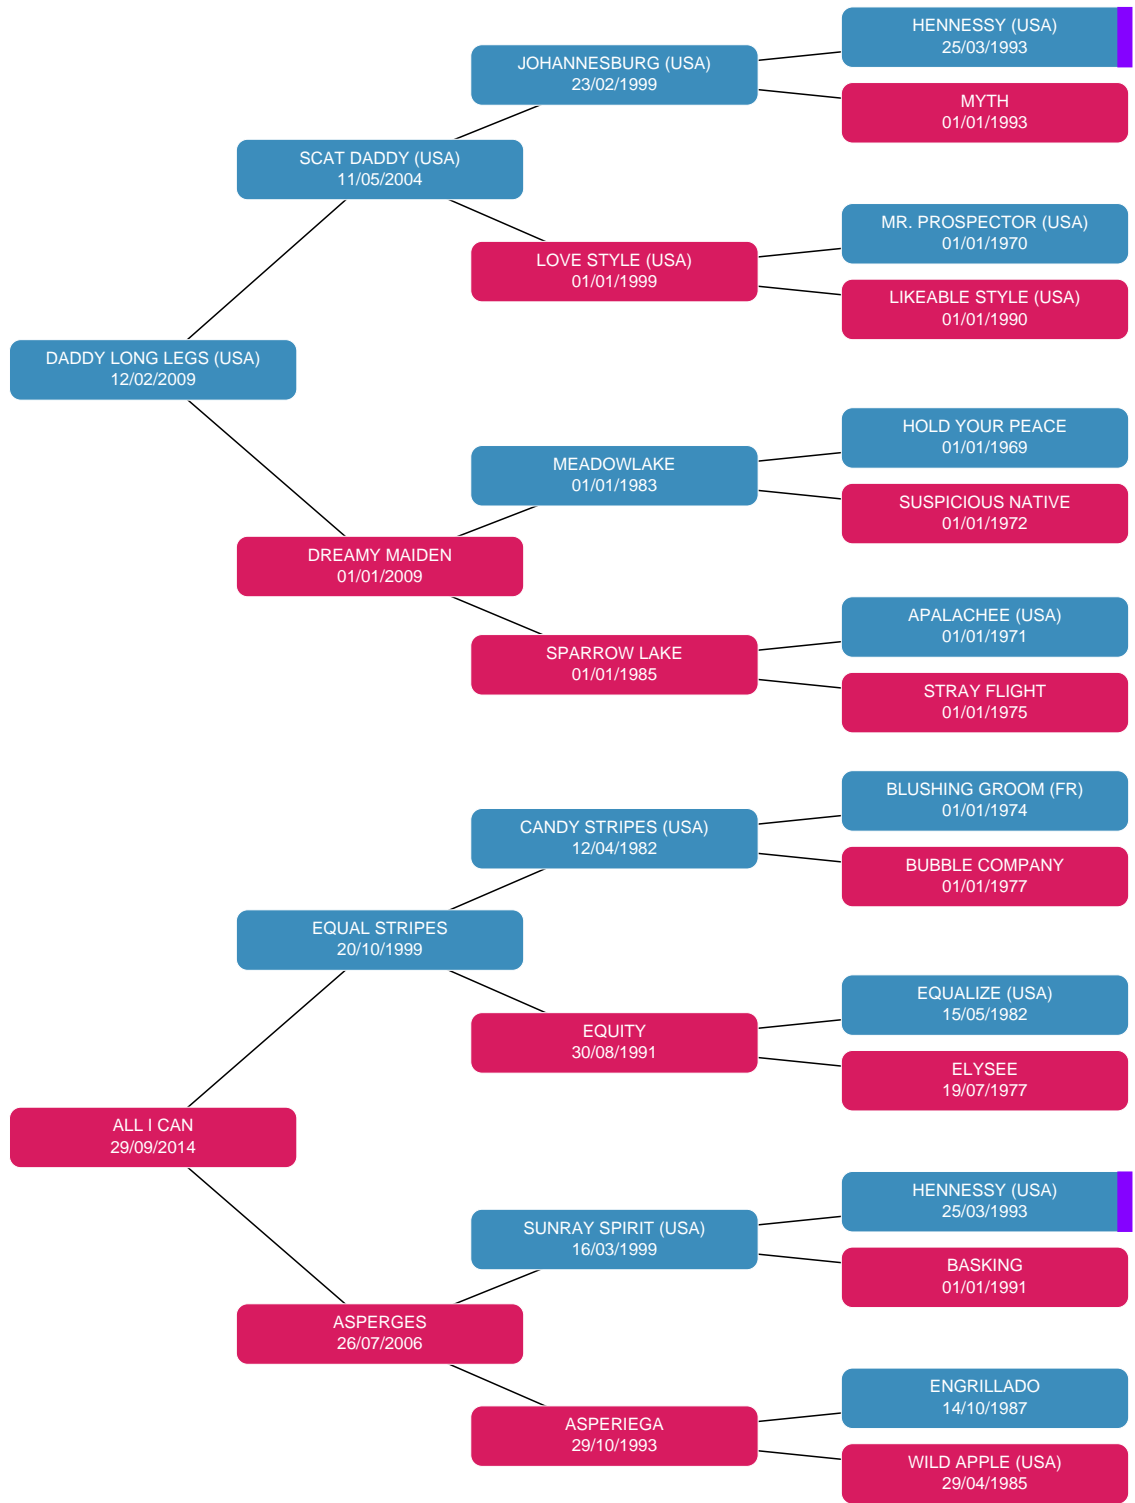 HENNESSY (USA)
25/03/1993
JOHANNESBURG (USA)
23/02/1999
MYTH
01/01/1993
SCAT DADDY (USA)
11/05/2004
MR. PROSPECTOR (USA)
01/01/1970
LOVE STYLE (USA)
01/01/1999
LIKEABLE STYLE (USA)
01/01/1990
DADDY LONG LEGS (USA)
12/02/2009
HOLD YOUR PEACE
01/01/1969
MEADOWLAKE
01/01/1983
SUSPICIOUS NATIVE
01/01/1972
DREAMY MAIDEN
01/01/2009
APALACHEE (USA)
01/01/1971
SPARROW LAKE
01/01/1985
STRAY FLIGHT
01/01/1975
BLUSHING GROOM (FR)
01/01/1974
CANDY STRIPES (USA)
12/04/1982
BUBBLE COMPANY
01/01/1977
EQUAL STRIPES
20/10/1999
EQUALIZE (USA)
15/05/1982
EQUITY
30/08/1991
ELYSEE
19/07/1977
ALL I CAN
29/09/2014
HENNESSY (USA)
25/03/1993
SUNRAY SPIRIT (USA)
16/03/1999
BASKING
01/01/1991
ASPERGES
26/07/2006
ENGRILLADO
14/10/1987
ASPERIEGA
29/10/1993
WILD APPLE (USA)
29/04/1985